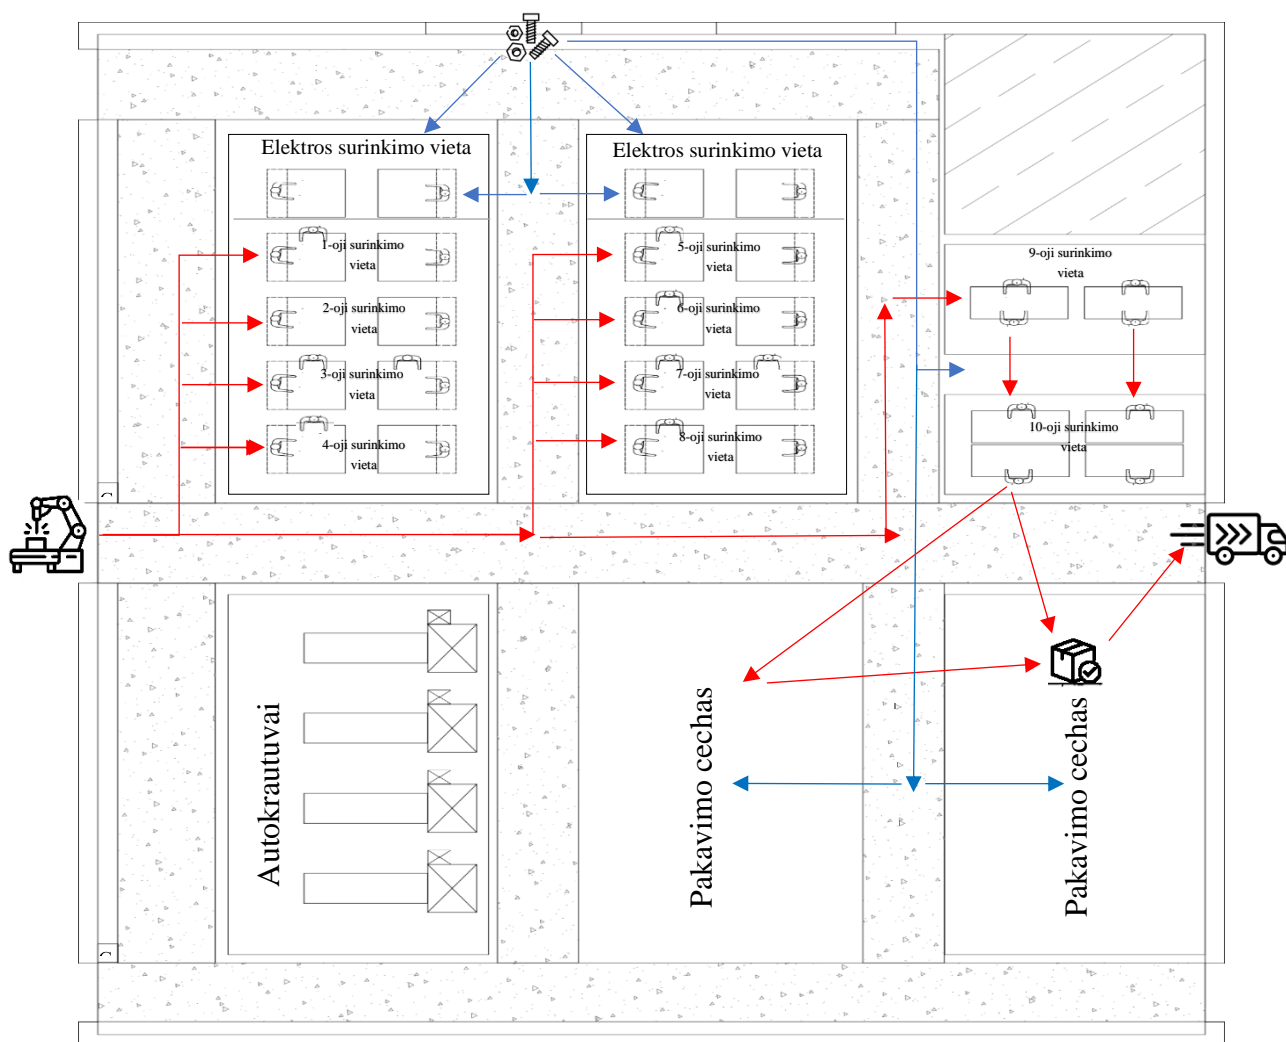 Elektros surinkimo vieta
Elektros surinkimo vieta
1-oji surinkimo
vieta
2-oji surinkimo
vieta
3-oji surinkimo
vieta
4-oji surinkimo
vieta
5-oji surinkimo
vieta
6-oji surinkimo
vieta
7-oji surinkimo
vieta
8-oji surinkimo
vieta
9-oji surinkimo
vieta
10-oji surinkimo
vieta
Autokrautuvai
Pakavimo cechas
Pakavimo cechas